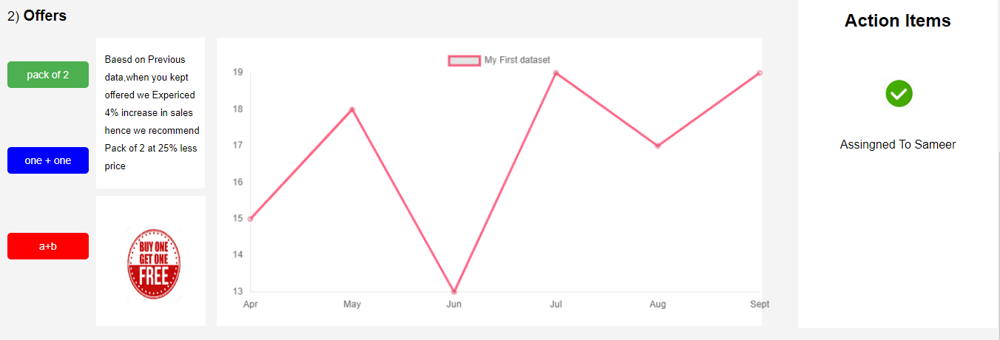 2) Offers
pack of 2
one + one
a+b
Baesd on Previous
data,when you kept
offered we Expericed
4% increase in sales
hence we recommend
Pack of 2 at 25% less
price
BUY ONE
GET ONE
FREE
My First dataset
19
18
17
16
15
14
13
Apr May Jun Jul Aug Sept
Action Items
Assingned To Sameer